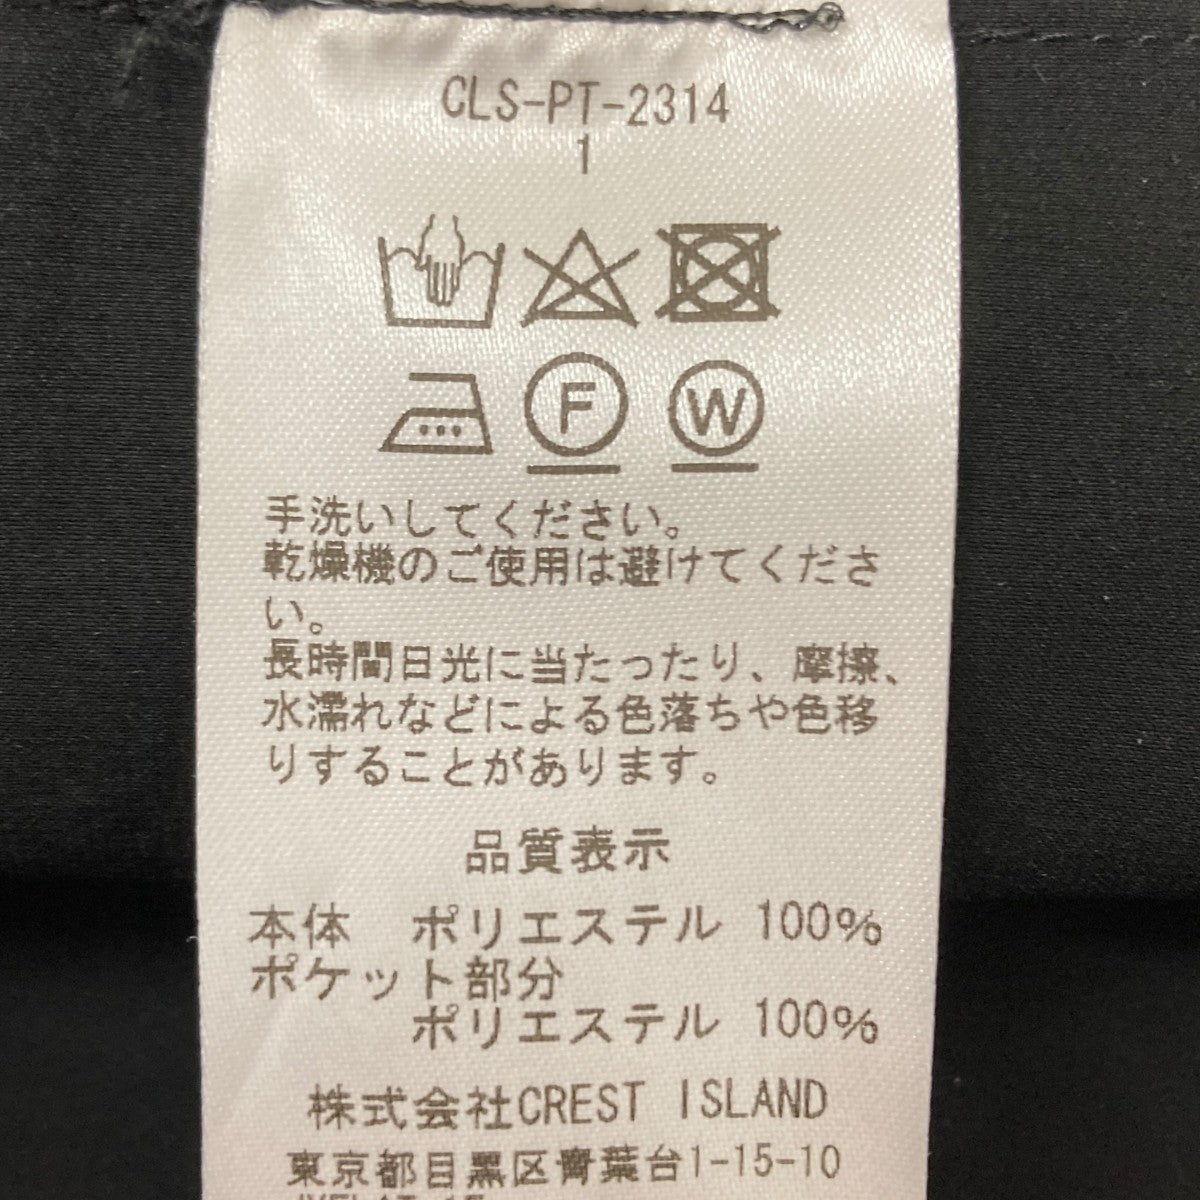 CLS-PT-2314
1
F
W
手洗いしてください。
乾燥機のご使用は避けてくださ
い。
長時間日光に当たったり、摩擦、
水濡れなどによる色落ちや色移
りすることがあります。
品質表示
本体 ポリエステル 100%
ポケット部分
ポリエステル 100%
株式会社CREST ISLAND
東京都目黒区青葉台1-15-10